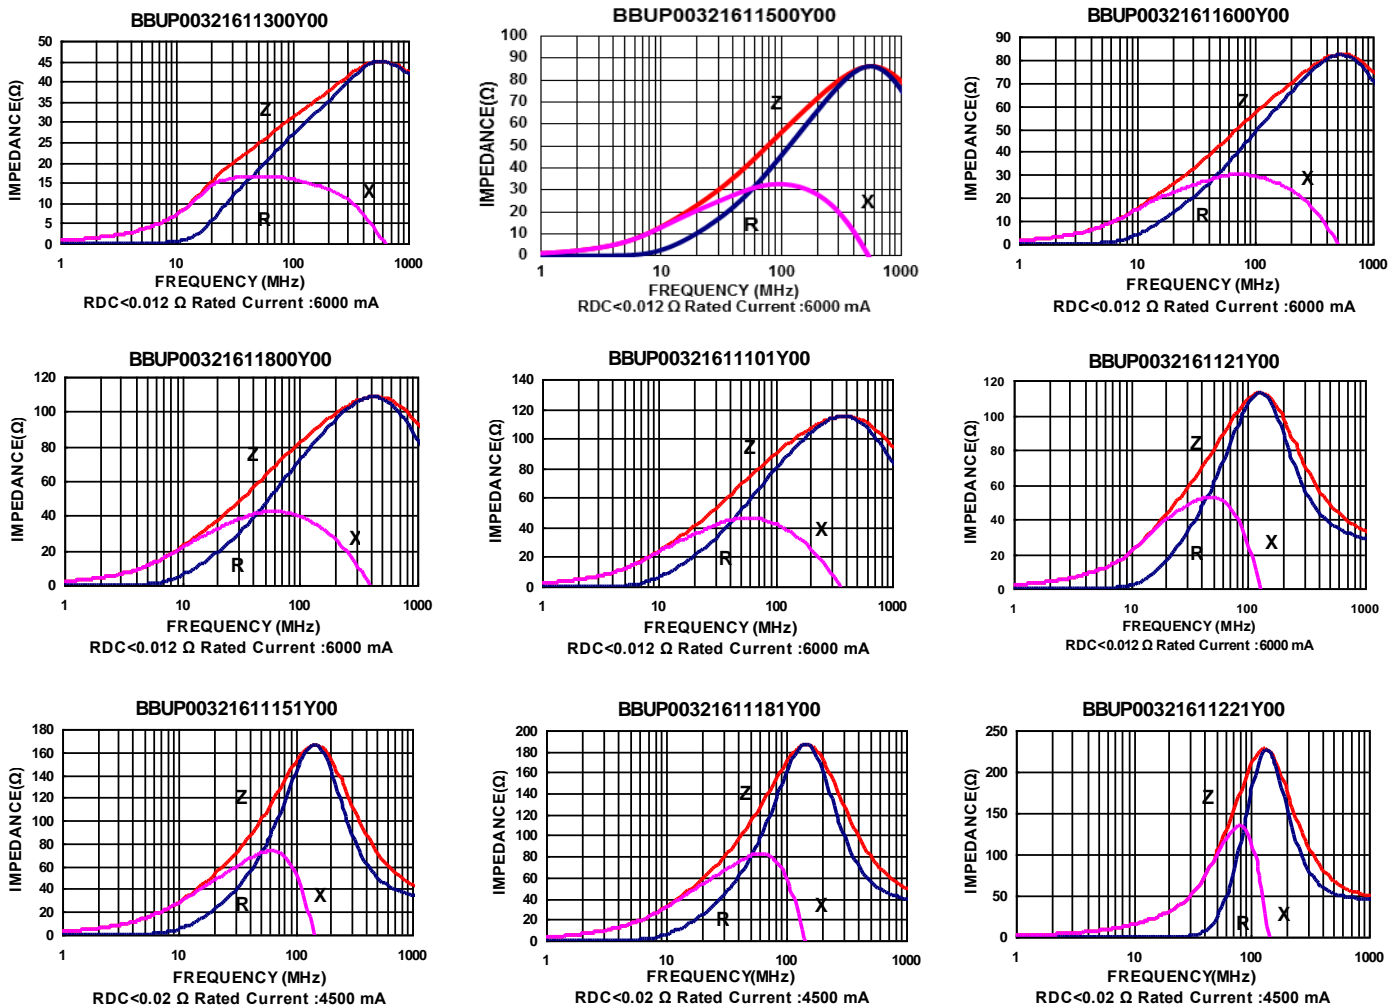 BBUP00321611300Y00
50
45
40
35
30
25
20
15
10
5
0
IMPEDANCE(Ω)
Z
X
R
1
10
100
1000
FREQUENCY (MHz)
RDC<0.012 Ω Rated Current :6000 mA
BBUP00321611500Y00
100
90
80
70
60
50
40
30
20
10
0
IMPEDANCE(Ω)
Z
X
R
1
10
100
1000
FREQUENCY (MHz)
RDC<0.012 Ω Rated Current :6000 mA
BBUP00321611600Y00
90
80
70
60
50
40
30
20
10
0
IMPEDANCE(Ω)
Z
X
R
1
10
100
1000
FREQUENCY (MHz)
RDC<0.012 Ω Rated Current :6000 mA
BBUP00321611800Y00
120
100
80
60
40
20
0
IMPEDANCE(Ω)
Z
X
R
1
10
100
1000
FREQUENCY (MHz)
RDC<0.012 Ω Rated Current :6000 mA
BBUP00321611101Y00
140
120
100
80
60
40
20
0
IMPEDANCE(Ω)
Z
X
R
1
10
100
1000
FREQUENCY (MHz)
RDC<0.012 Ω Rated Current :6000 mA
BBUP0032161121Y00
120
100
80
60
40
20
0
IMPEDANCE(Ω)
Z
X
R
1
10
100
1000
FREQUENCY (MHz)
RDC<0.012 Ω Rated Current :6000 mA
BBUP00321611151Y00
180
160
140
120
100
80
60
40
20
0
IMPEDANCE(Ω)
Z
X
R
1
10
100
1000
FREQUENCY (MHz)
RDC<0.02 Ω Rated Current :4500 mA
BBUP00321611181Y00
200
180
160
140
120
100
80
60
40
20
0
IMPEDANCE(Ω)
Z
X
R
1
10
100
1000
FREQUENCY (MHz)
RDC<0.02 Ω Rated Current :4500 mA
BBUP00321611221Y00
250
200
150
100
50
0
IMPEDANCE(Ω)
Z
X
R
1
10
100
1000
FREQUENCY(MHz)
RDC<0.02 Ω Rated Current :4500 mA